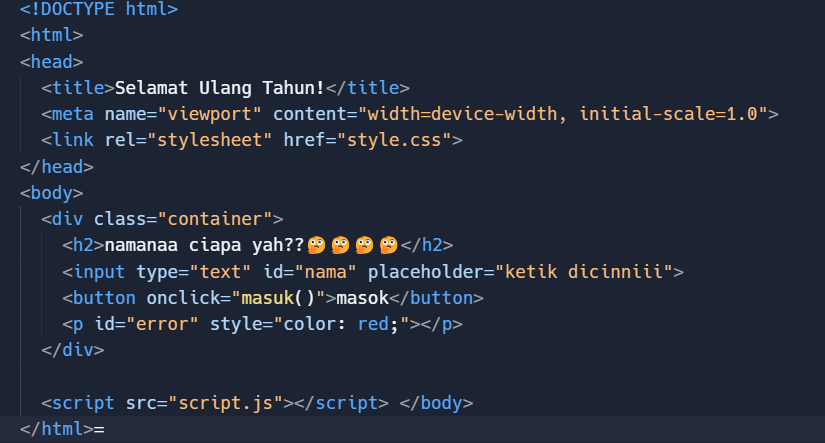 <!DOCTYPE html>
<html>
<head>
<title>Selamat Ulang Tahun!</title>
<meta name="viewport" content="width=device-width, initial-scale=1.0">
<link rel="stylesheet" href="style.css">
</head>
<body>
<div class="container">
<h2>namanaa ciapa yah??🤔🤔🤔🤔</h2>
<input type="text" id="nama" placeholder="ketik dicinniii">
<button onclick="masuk()">masok</button>
<p id="error" style="color: red;"></p>
</div>
<script src="script.js"></script> </body>
</html>=